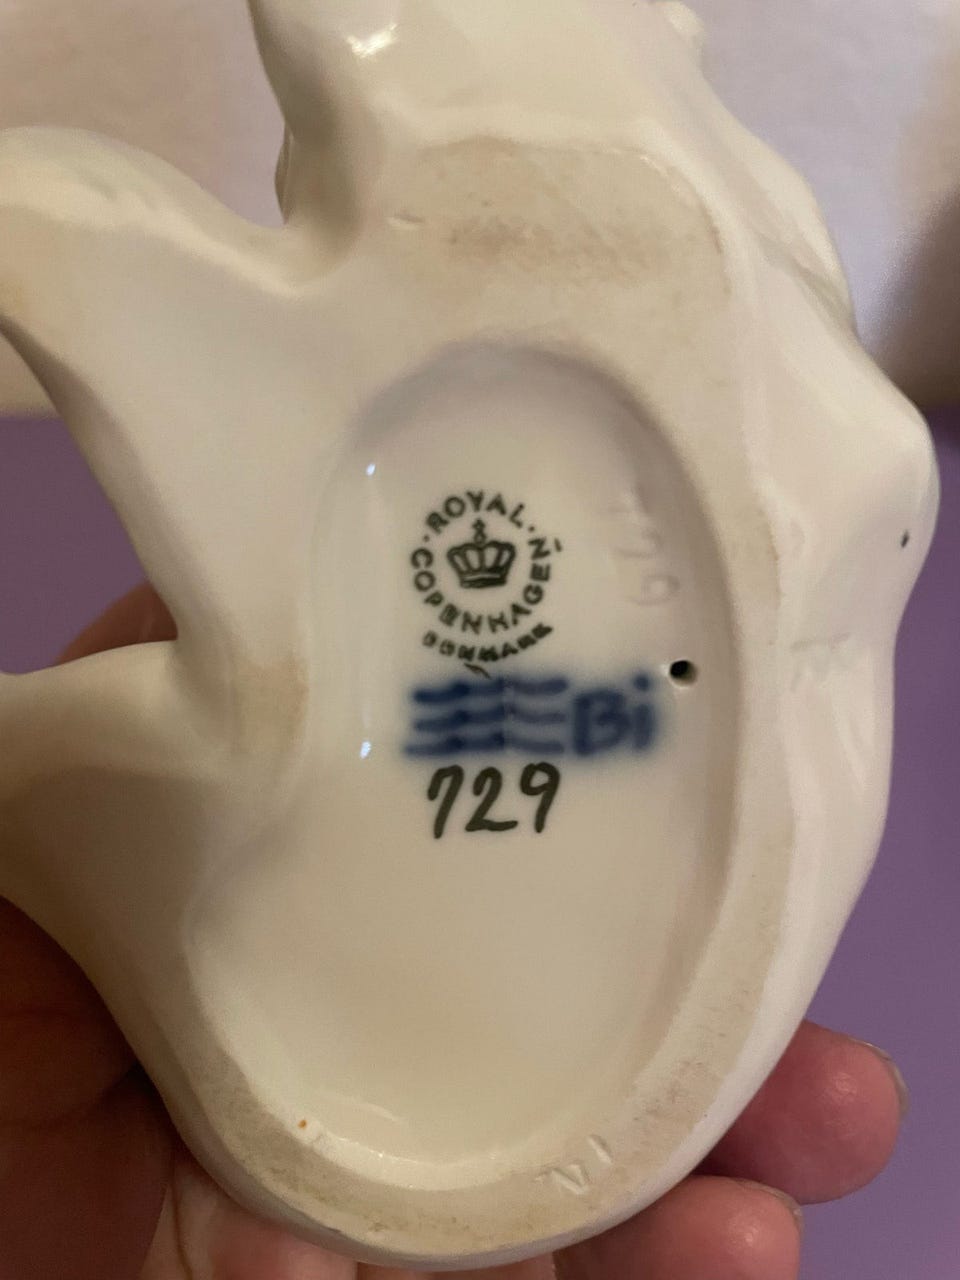 ROYAL
COPENHAGEN
DENMARK
Bi
729